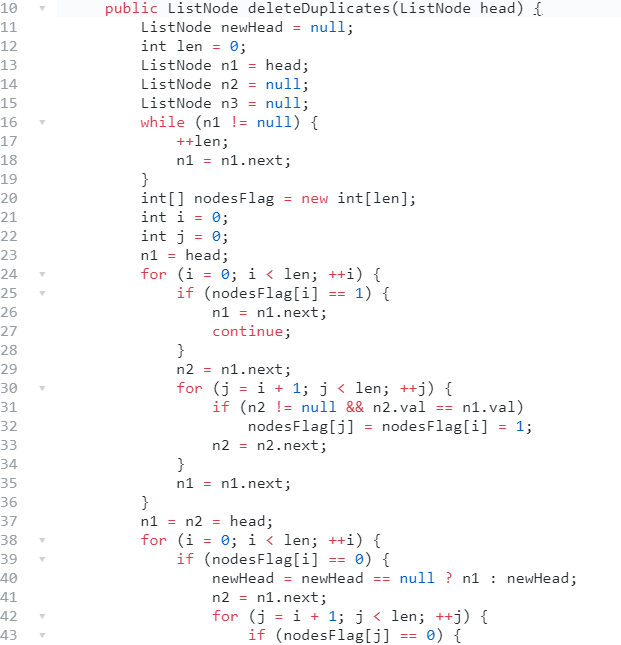 10 public ListNode deleteDuplicates(ListNode head) {
11 ListNode newHead = null;
12 int len = 0;
13 ListNode n1 = head;
14 ListNode n2 = null;
15 ListNode n3 = null;
16 while (n1 != null) {
17 ++len;
18 n1 = n1.next;
19 }
20 int[] nodesFlag = new int[len];
21 int i = 0;
22 int j = 0;
23 n1 = head;
24 for (i = 0; i < len; ++i) {
25 if (nodesFlag[i] == 1) {
26 n1 = n1.next;
27 continue;
28 }
29 n2 = n1.next;
30 for (j = i + 1; j < len; ++j) {
31 if (n2 != null && n2.val == n1.val)
32 nodesFlag[j] = nodesFlag[i] = 1;
33 n2 = n2.next;
34 }
35 n1 = n1.next;
36 }
37 n1 = n2 = head;
38 for (i = 0; i < len; ++i) {
39 if (nodesFlag[i] == 0) {
40 newHead = newHead == null ? n1 : newHead;
41 n2 = n1.next;
42 for (j = i + 1; j < len; ++j) {
43 if (nodesFlag[j] == 0) {